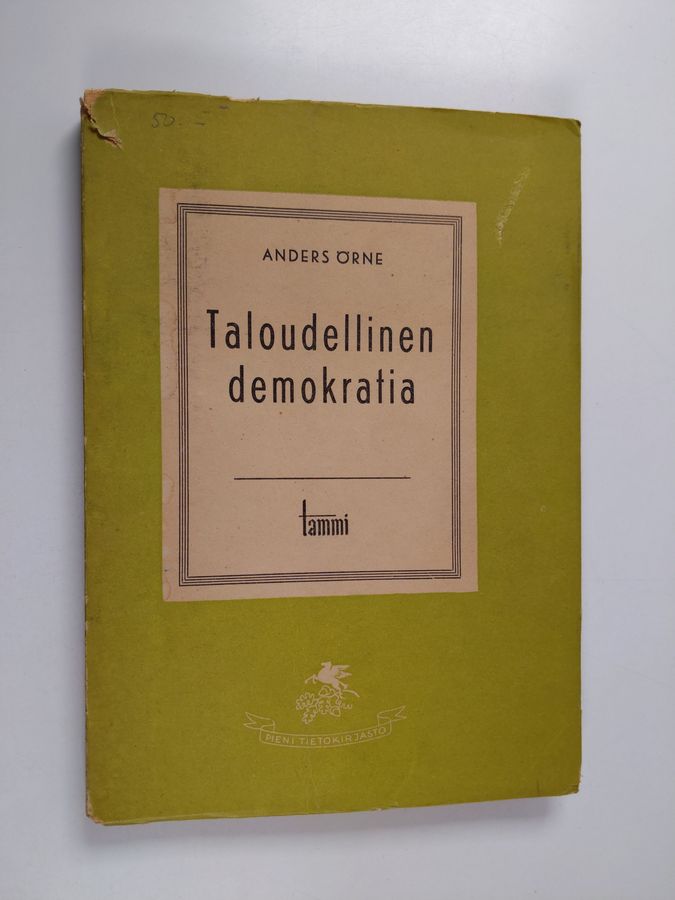 50:-
ANDERS ÖRNE
Taloudellinen
demokratia
tammi
PIENI TIETOKIRJASTO